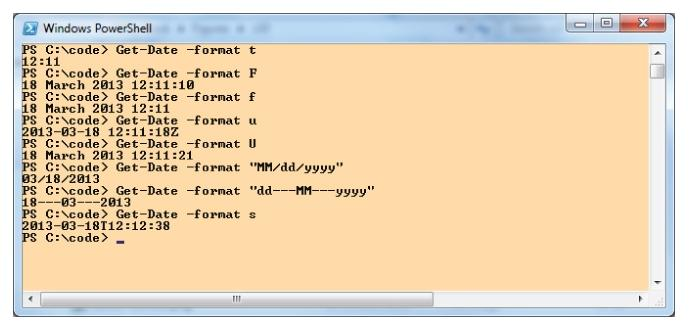 Windows PowerShell
PS C:\code> Get-Date -format t
12:11
PS C:\code> Get-Date -format F
18 March 2013 12:11:10
PS C:\code> Get-Date -format f
18 March 2013 12:11
PS C:\code> Get-Date -format u
2013-03-18 12:11:18Z
PS C:\code> Get-Date -format U
18 March 2013 12:11:21
PS C:\code> Get-Date -format "MM/dd/yyyy"
03/18/2013
PS C:\code> Get-Date -format "dd---MM---yyyy"
18---03---2013
PS C:\code> Get-Date -format s
2013-03-18T12:12:38
PS C:\code> _